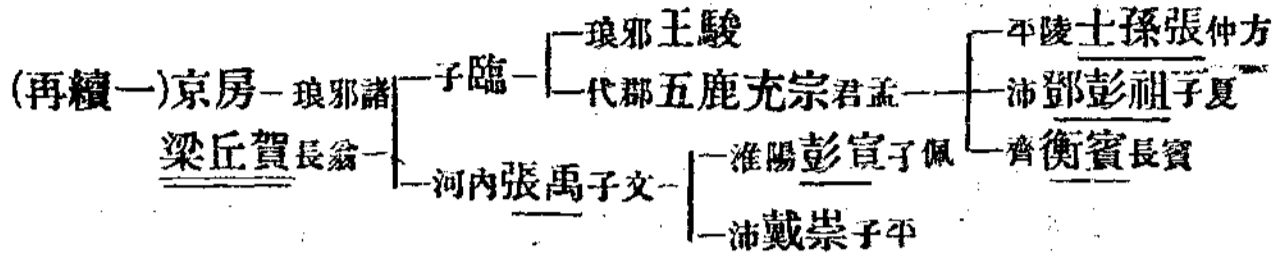 琅邪王駿
平陵士孫張仲方
(再續一)京房 琅邪諸
子臨
代郡五鹿充宗君孟
沛鄧彭祖子夏
梁丘賀長翁
淮陽彭宣子佩
齊衡賓長賓
河內張禹子文
沛戴崇子平